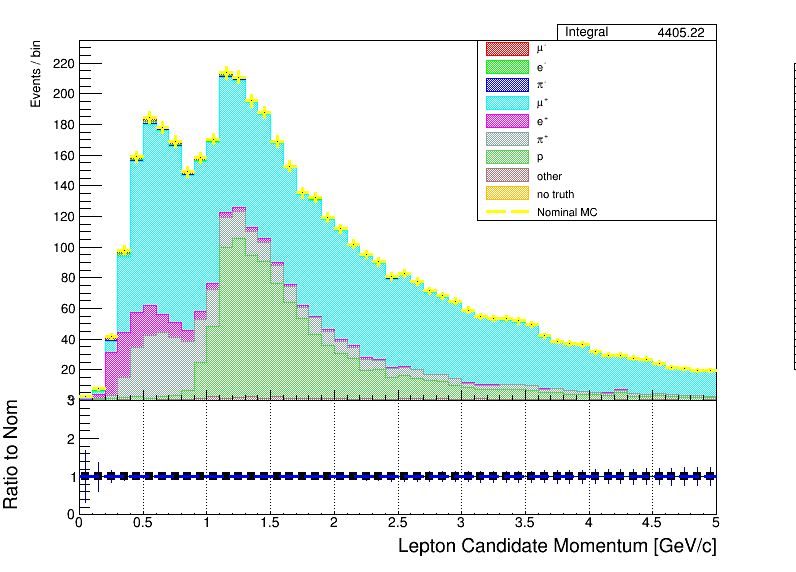 Integral 4405.22
Events / bin
μ⁻
e⁻
π⁻
μ⁺
e⁺
π⁺
p
other
no truth
Nominal MC
220
200
180
160
140
120
100
80
60
40
20
3
2
1
0
Ratio to Nom
0 0.5 1 1.5 2 2.5 3 3.5 4 4.5 5
Lepton Candidate Momentum [GeV/c]